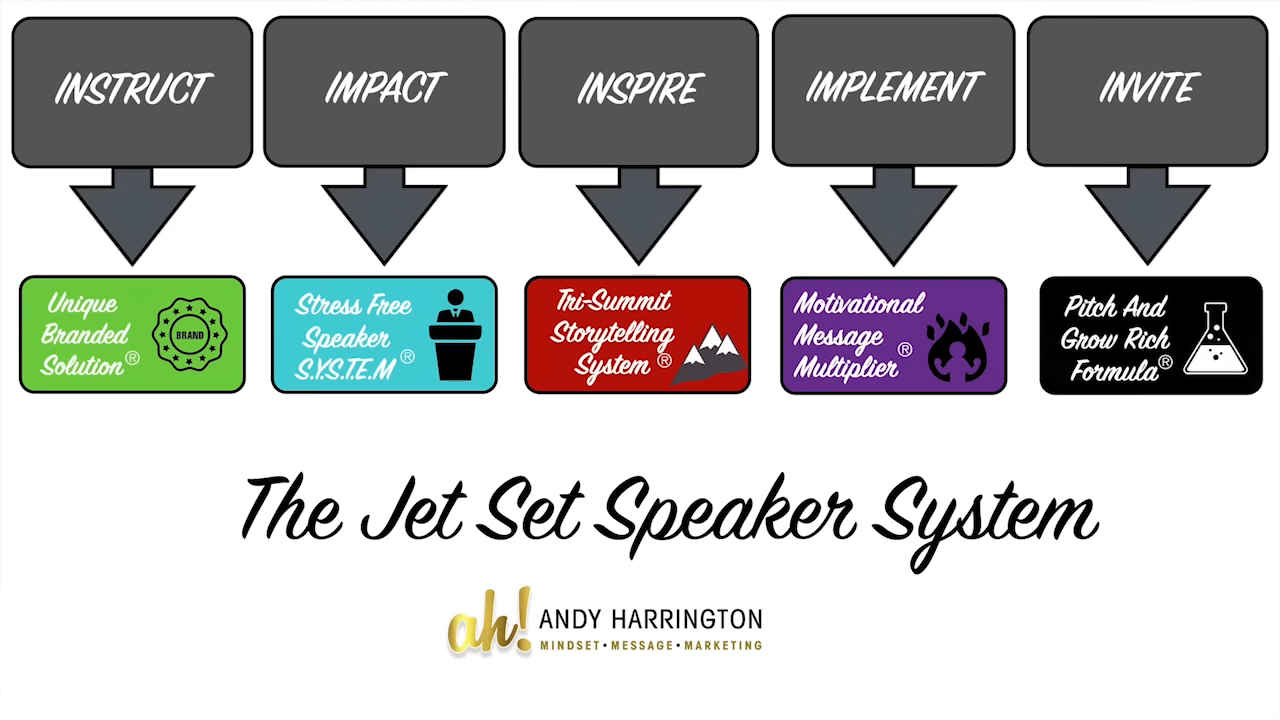 INSTRUCT
IMPACT
INSPIRE
IMPLEMENT
INVITE
Unique
Branded
Solution®
BRAND
Stress Free
Speaker
S.Y.S.T.E.M®
Tri-Summit
Storytelling
System®
Motivational
Message
Multiplier®
Pitch And
Grow Rich
Formula®
The Jet Set Speaker System
ah! ANDY HARRINGTON
MINDSET • MESSAGE • MARKETING